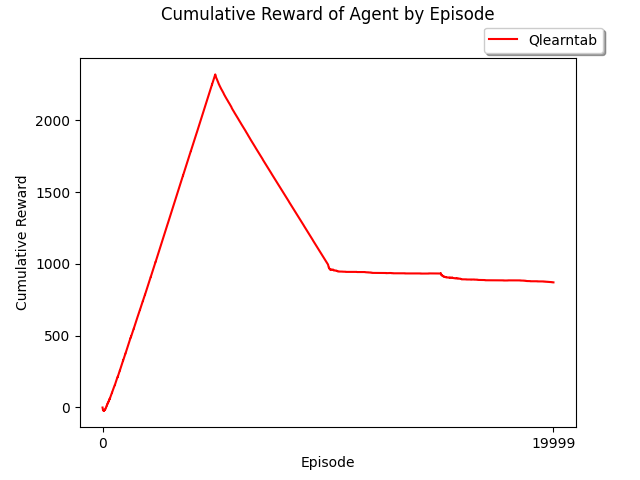 Cumulative Reward of Agent by Episode
Qlearntab
Cumulative Reward
2000
1500
1000
500
0
0
19999
Episode